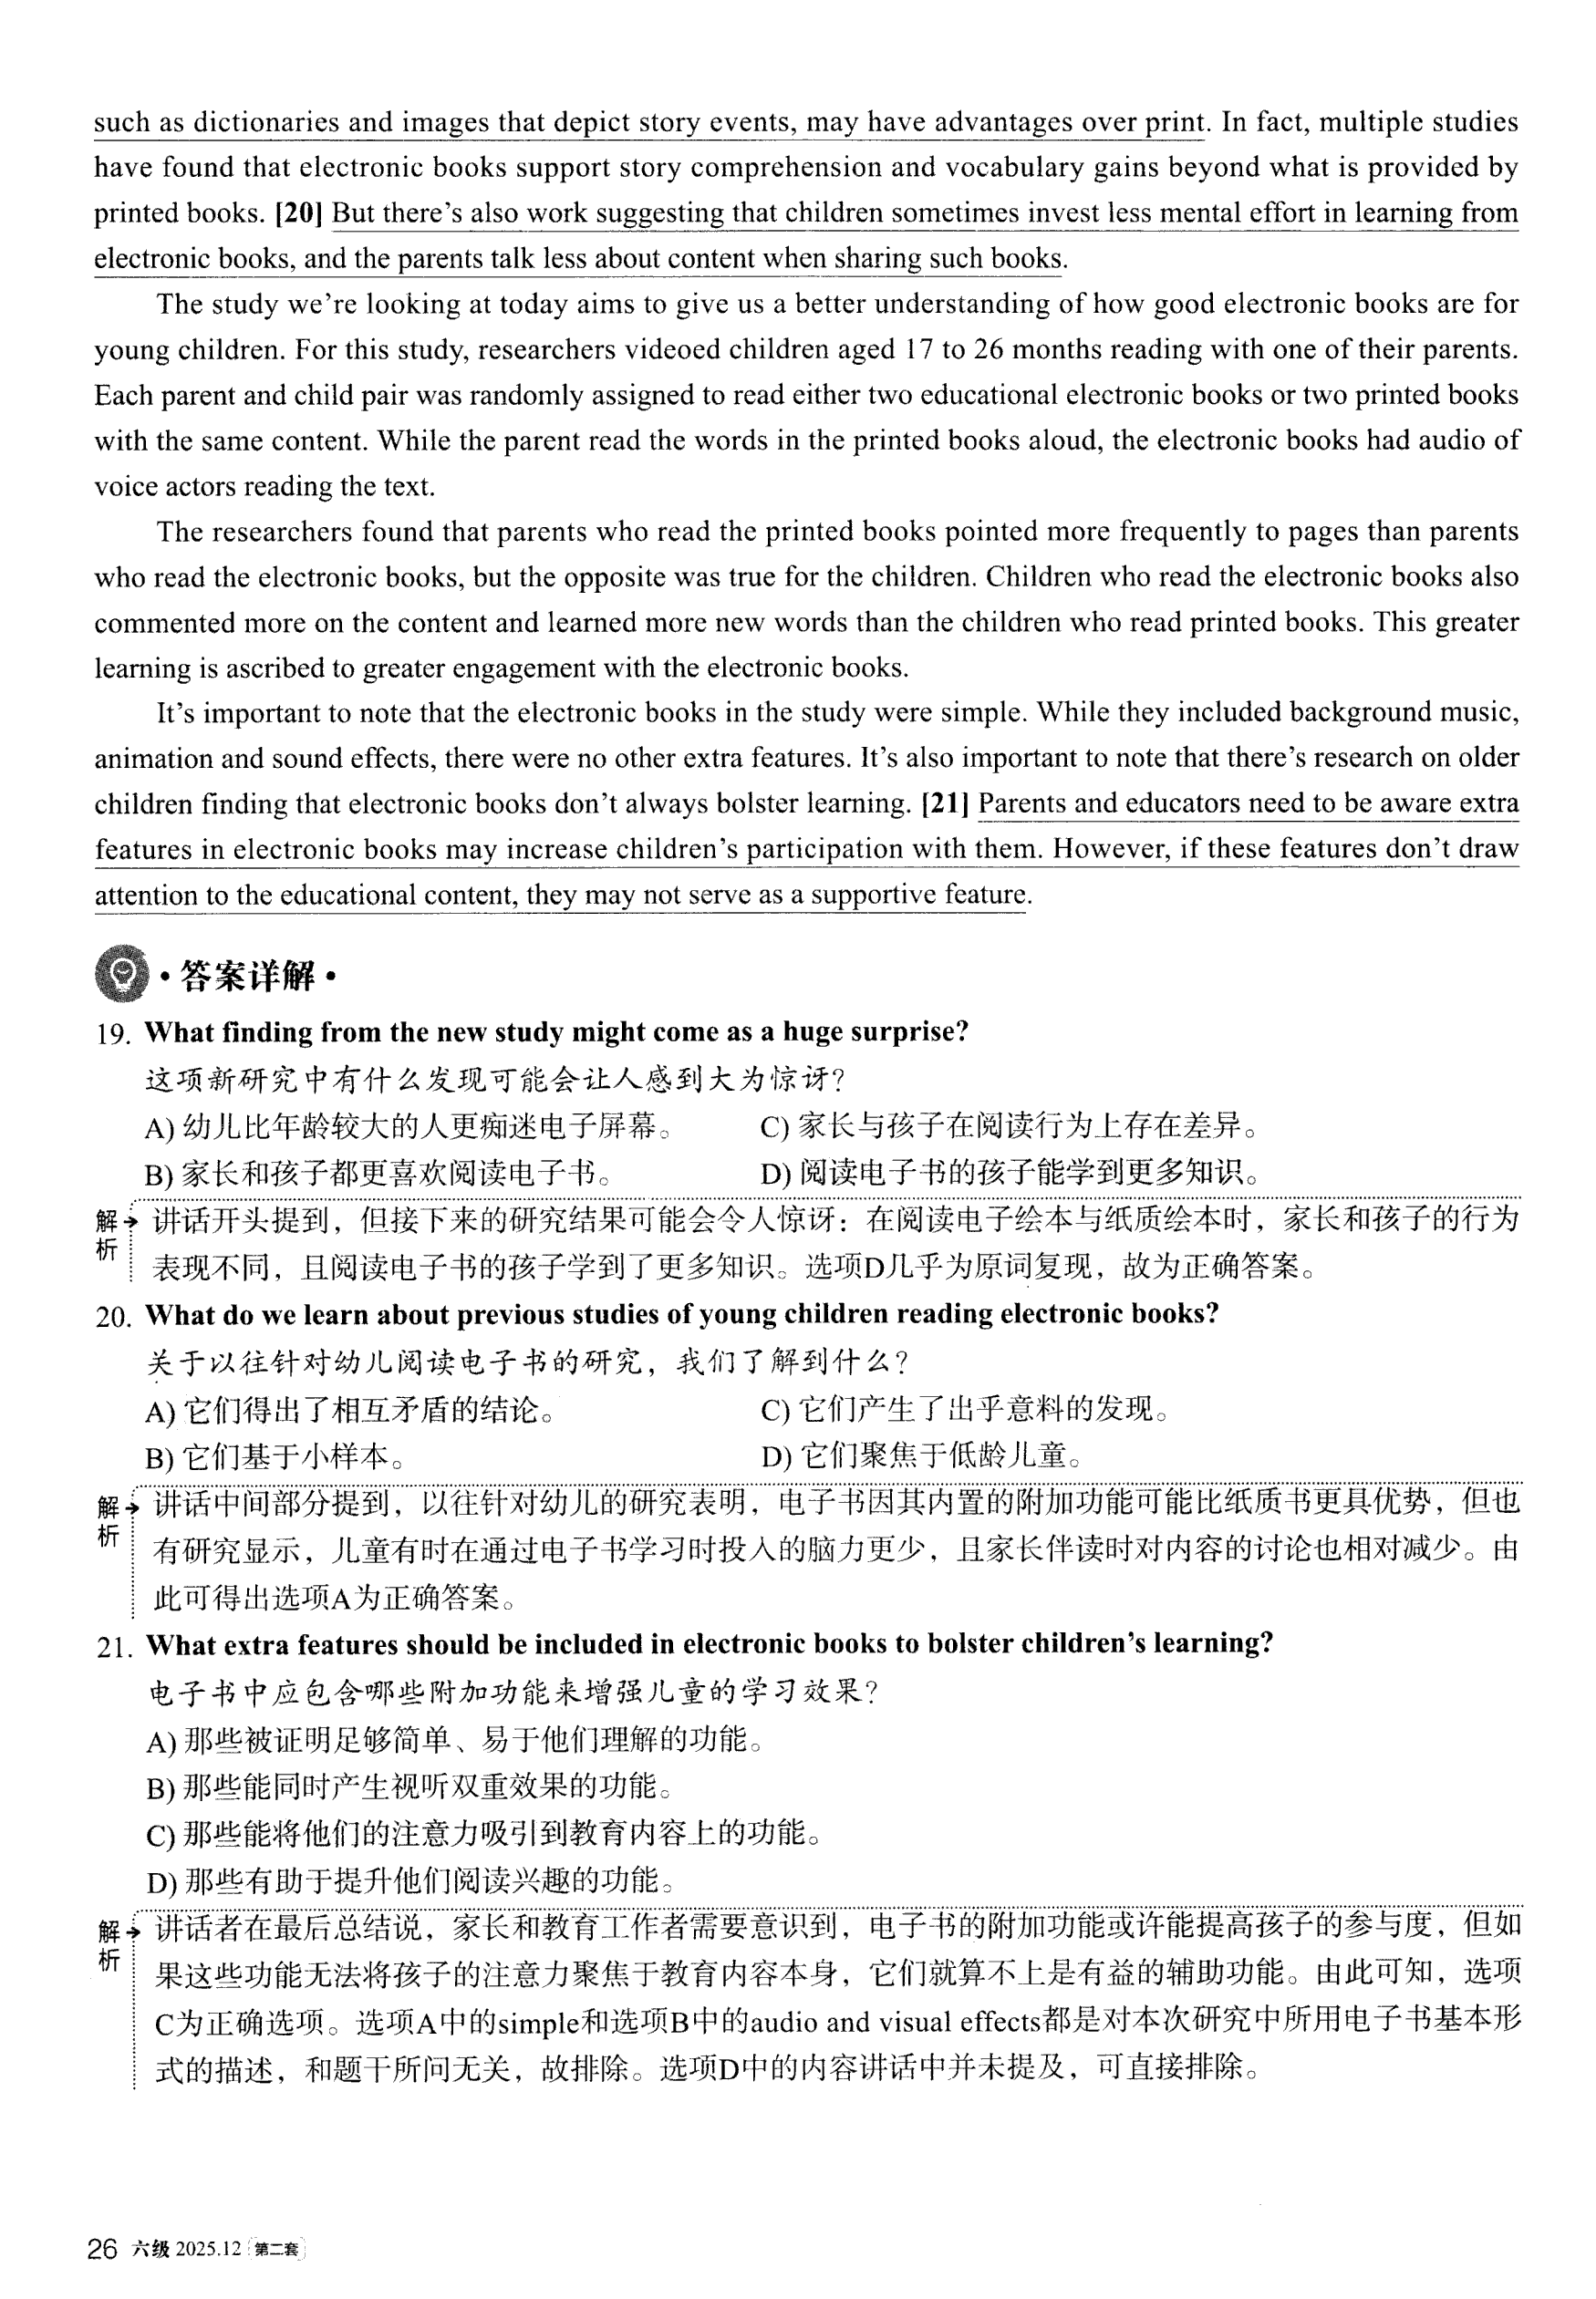 such as dictionaries and images that depict story events, may have advantages over print. In fact, multiple studies
have found that electronic books support story comprehension and vocabulary gains beyond what is provided by
printed books. [20] But there's also work suggesting that children sometimes invest less mental effort in learning from
electronic books, and the parents talk less about content when sharing such books.
The study we're looking at today aims to give us a better understanding of how good electronic books are for
young children. For this study, researchers videoed children aged 17 to 26 months reading with one of their parents.
Each parent and child pair was randomly assigned to read either two educational electronic books or two printed books
with the same content. While the parent read the words in the printed books aloud, the electronic books had audio of
voice actors reading the text.
The researchers found that parents who read the printed books pointed more frequently to pages than parents
who read the electronic books, but the opposite was true for the children. Children who read the electronic books also
commented more on the content and learned more new words than the children who read printed books. This greater
learning is ascribed to greater engagement with the electronic books.
It's important to note that the electronic books in the study were simple. While they included background music,
animation and sound effects, there were no other extra features. It's also important to note that there's research on older
children finding that electronic books don't always bolster learning. [21] Parents and educators need to be aware extra
features in electronic books may increase children's participation with them. However, if these features don't draw
attention to the educational content, they may not serve as a supportive feature.
·答案详解·
19. What finding from the new study might come as a huge surprise?
这项新研究中有什么发现可能会让人感到大为惊讶？
A) 幼儿比年龄较大的人更痴迷电子屏幕。 C) 家长与孩子在阅读行为上存在差异。
B) 家长和孩子都更喜欢阅读电子书。 D) 阅读电子书的孩子能学到更多知识。
解析 讲话开头提到，但接下来的研究结果可能会令人惊讶：在阅读电子绘本与纸质绘本时，家长和孩子的行为
表现不同，且阅读电子书的孩子学到了更多知识。选项D几乎为原词复现，故为正确答案。
20. What do we learn about previous studies of young children reading electronic books?
关于以往针对幼儿阅读电子书的研究，我们了解到什么？
A) 它们得出了相互矛盾的结论。 C) 它们产生了出乎意料的发现。
B) 它们基于小样本。 D) 它们聚焦于低龄儿童。
解析 讲话中间部分提到，以往针对幼儿的研究表明，电子书因其内置的附加功能可能比纸质书更具优势，但也
有研究显示，儿童有时在通过电子书学习时投入的脑力更少，且家长伴读时对内容的讨论也相对减少。由
此可得出选项A为正确答案。
21. What extra features should be included in electronic books to bolster children's learning?
电子书中应包含哪些附加功能来增强儿童的学习效果？
A) 那些被证明足够简单、易于他们理解的功能。
B) 那些能同时产生视听双重效果的功能。
C) 那些能将他们的注意力吸引到教育内容上的功能。
D) 那些有助于提升他们阅读兴趣的功能。
解析 讲话者在最后总结说，家长和教育工作者需要意识到，电子书的附加功能或许能提高孩子的参与度，但如
果这些功能无法将孩子的注意力聚焦于教育内容本身，它们就算不上是有益的辅助功能。由此可知，选项
C为正确选项。选项A中的simple和选项B中的audio and visual effects都是对本次研究中所用电子书基本形
式的描述，和题干所问无关，故排除。选项D中的内容讲话中并未提及，可直接排除。
26 六级 2025.12 第二套